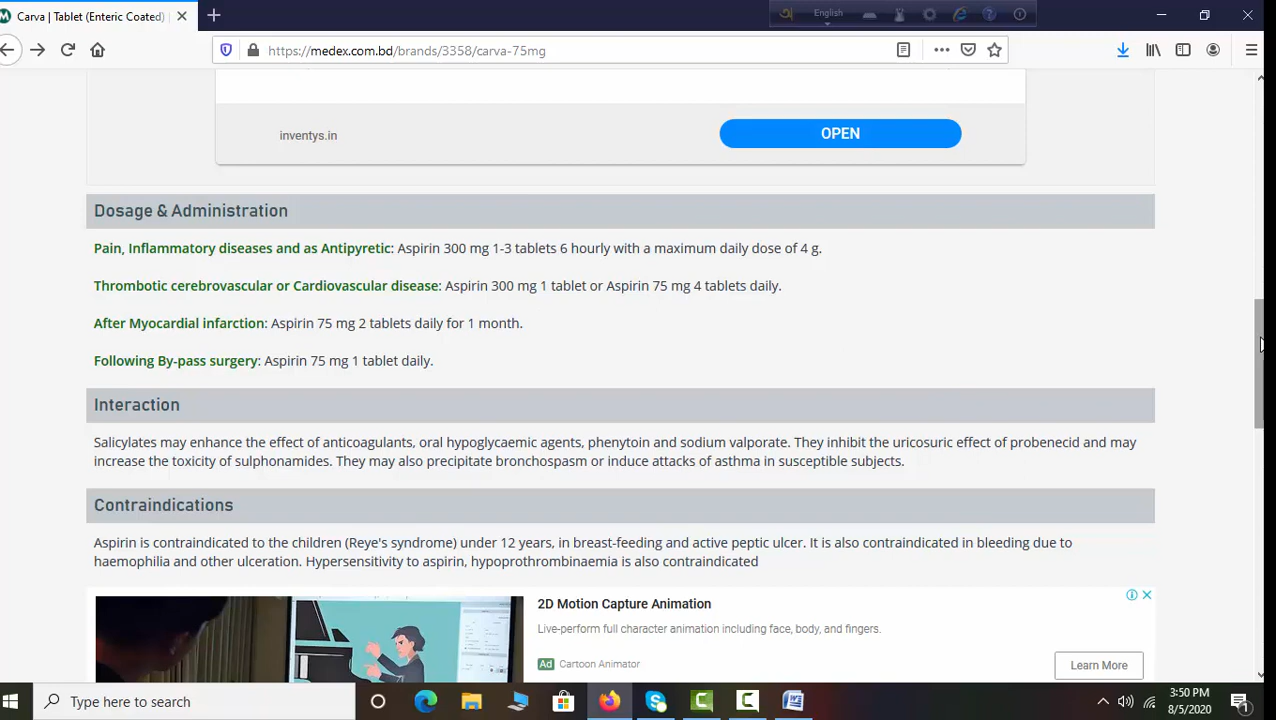 Carva | Tablet (Enteric Coated) |
English
https://medex.com.bd/brands/3358/carva-75mg
inventys.in
OPEN
Dosage & Administration
Pain, Inflammatory diseases and as Antipyretic: Aspirin 300 mg 1-3 tablets 6 hourly with a maximum daily dose of 4 g.
Thrombotic cerebrovascular or Cardiovascular disease: Aspirin 300 mg 1 tablet or Aspirin 75 mg 4 tablets daily.
After Myocardial infarction: Aspirin 75 mg 2 tablets daily for 1 month.
Following By-pass surgery: Aspirin 75 mg 1 tablet daily.
Interaction
Salicylates may enhance the effect of anticoagulants, oral hypoglycaemic agents, phenytoin and sodium valporate. They inhibit the uricosuric effect of probenecid and may
increase the toxicity of sulphonamides. They may also precipitate bronchospasm or induce attacks of asthma in susceptible subjects.
Contraindications
Aspirin is contraindicated to the children (Reye's syndrome) under 12 years, in breast-feeding and active peptic ulcer. It is also contraindicated in bleeding due to
haemophilia and other ulceration. Hypersensitivity to aspirin, hypoprothrombinaemia is also contraindicated
2D Motion Capture Animation
Live-perform full character animation including face, body, and fingers.
Ad Cartoon Animator
Learn More
Type here to search
3:50 PM
8/5/2020
1